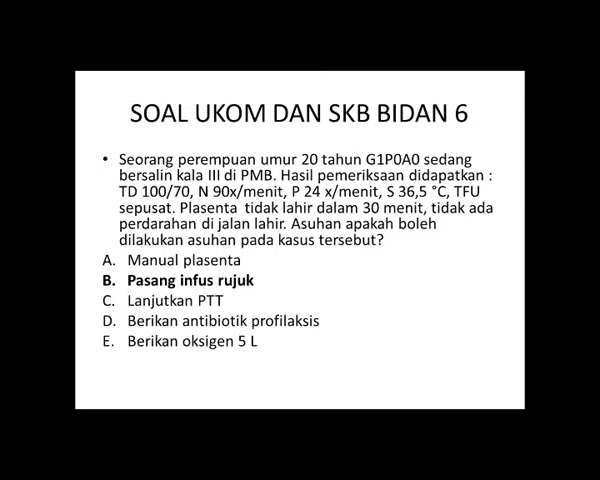 SOAL UKOM DAN SKB BIDAN 6
• Seorang perempuan umur 20 tahun G1P0A0 sedang
bersalin kala III di PMB. Hasil pemeriksaan didapatkan :
TD 100/70, N 90x/menit, P 24 x/menit, S 36,5 °C, TFU
sepusat. Plasenta  tidak lahir dalam 30 menit, tidak ada
perdarahan di jalan lahir. Asuhan apakah boleh
dilakukan asuhan pada kasus tersebut?
A. Manual plasenta
B. Pasang infus rujuk
C. Lanjutkan PTT
D. Berikan antibiotik profilaksis
E. Berikan oksigen 5 L